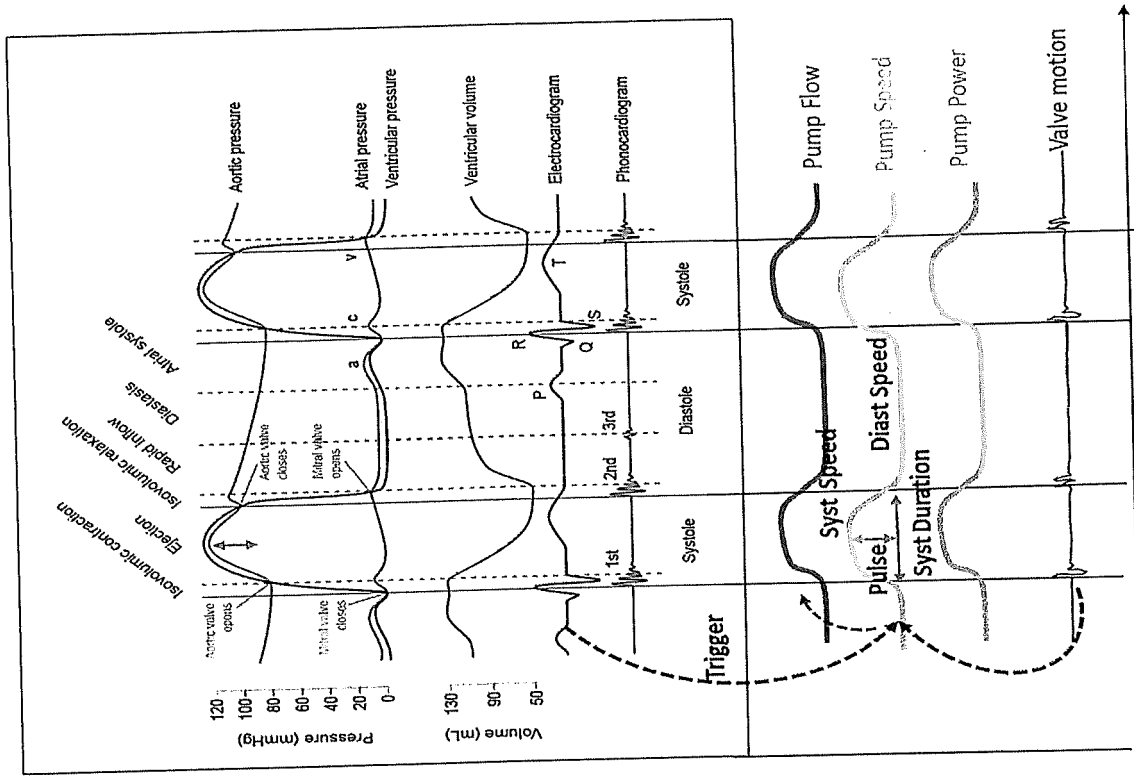 Isovolumic contraction
Ejection
Isovolumic relaxation
Rapid inflow
Diastasis
Atrial systole
Aortic valve opens
Aortic valve closes
Mitral valve closes
Mitral valve opens
Pressure (mmHg)
120
100
80
60
40
20
0
Volume (mL)
130
90
50
Aortic pressure
Atrial pressure
Ventricular pressure
Ventricular volume
Electrocardiogram
Phonocardiogram
a
c
v
P
R
Q
S
T
1st
2nd
3rd
Systole
Diastole
Systole
Trigger
Pump Flow
Syst Speed
Pump Speed
Diast Speed
Pulse
Syst Duration
Pump Power
Valve motion